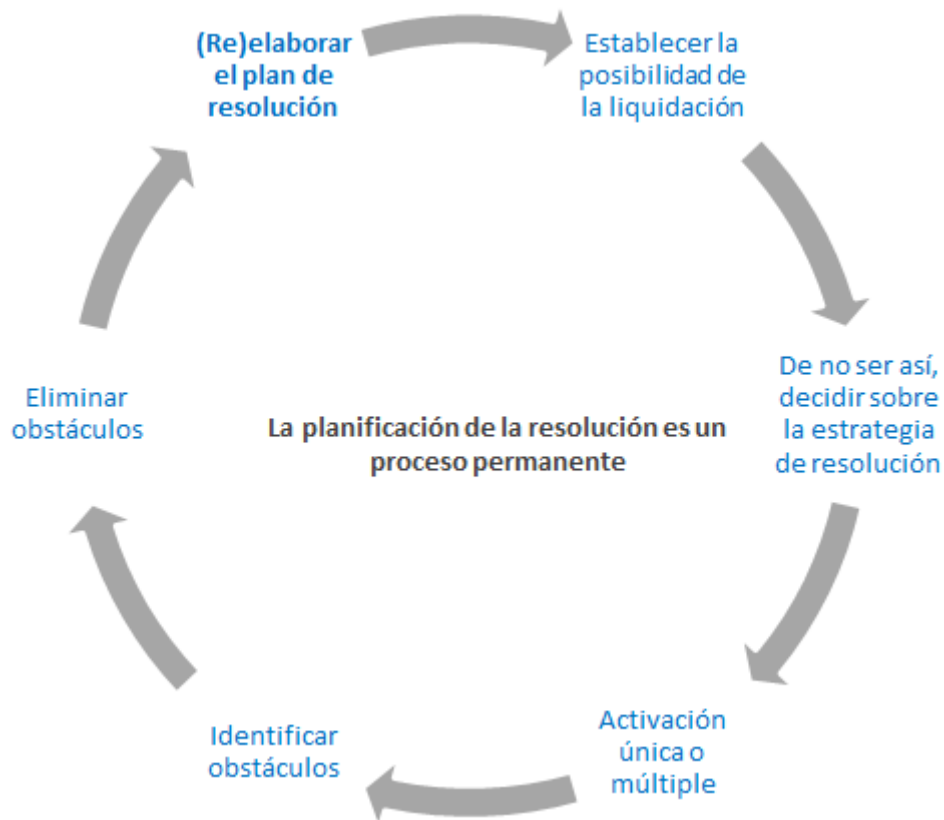 (Re)elaborar
el plan de
resolución
Establecer la
posibilidad de
la liquidación
De no ser así,
decidir sobre
la estrategia
de resolución
Activación
única o
múltiple
Identificar
obstáculos
Eliminar
obstáculos
La planificación de la resolución es un
proceso permanente